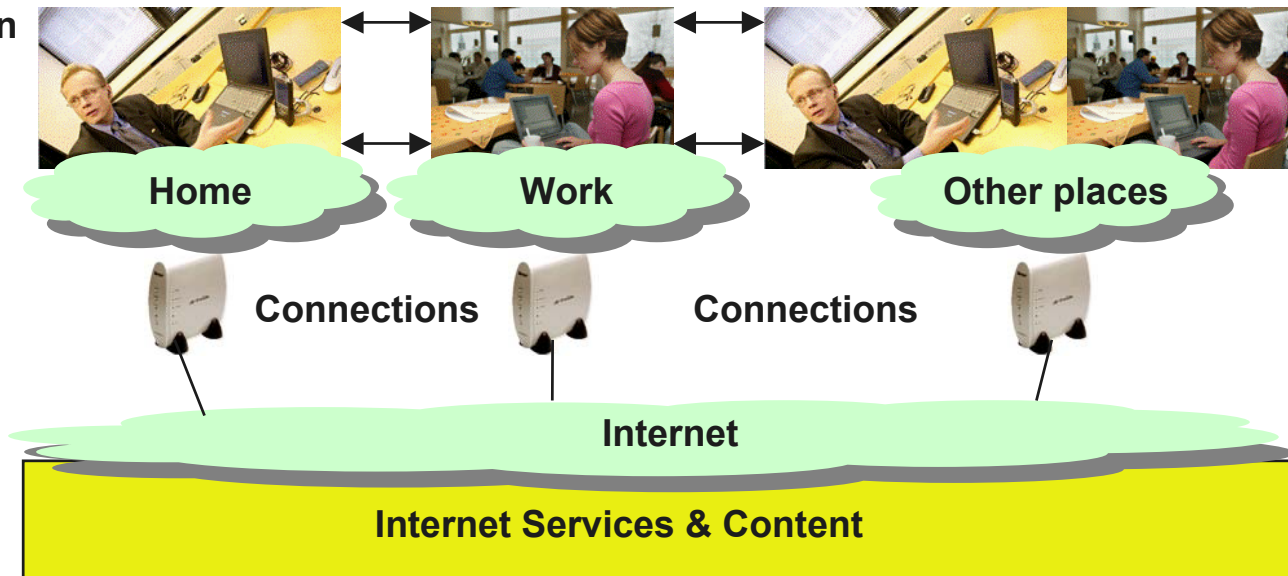 n
Home
Work
Other places
Connections
Connections
Internet
Internet Services & Content